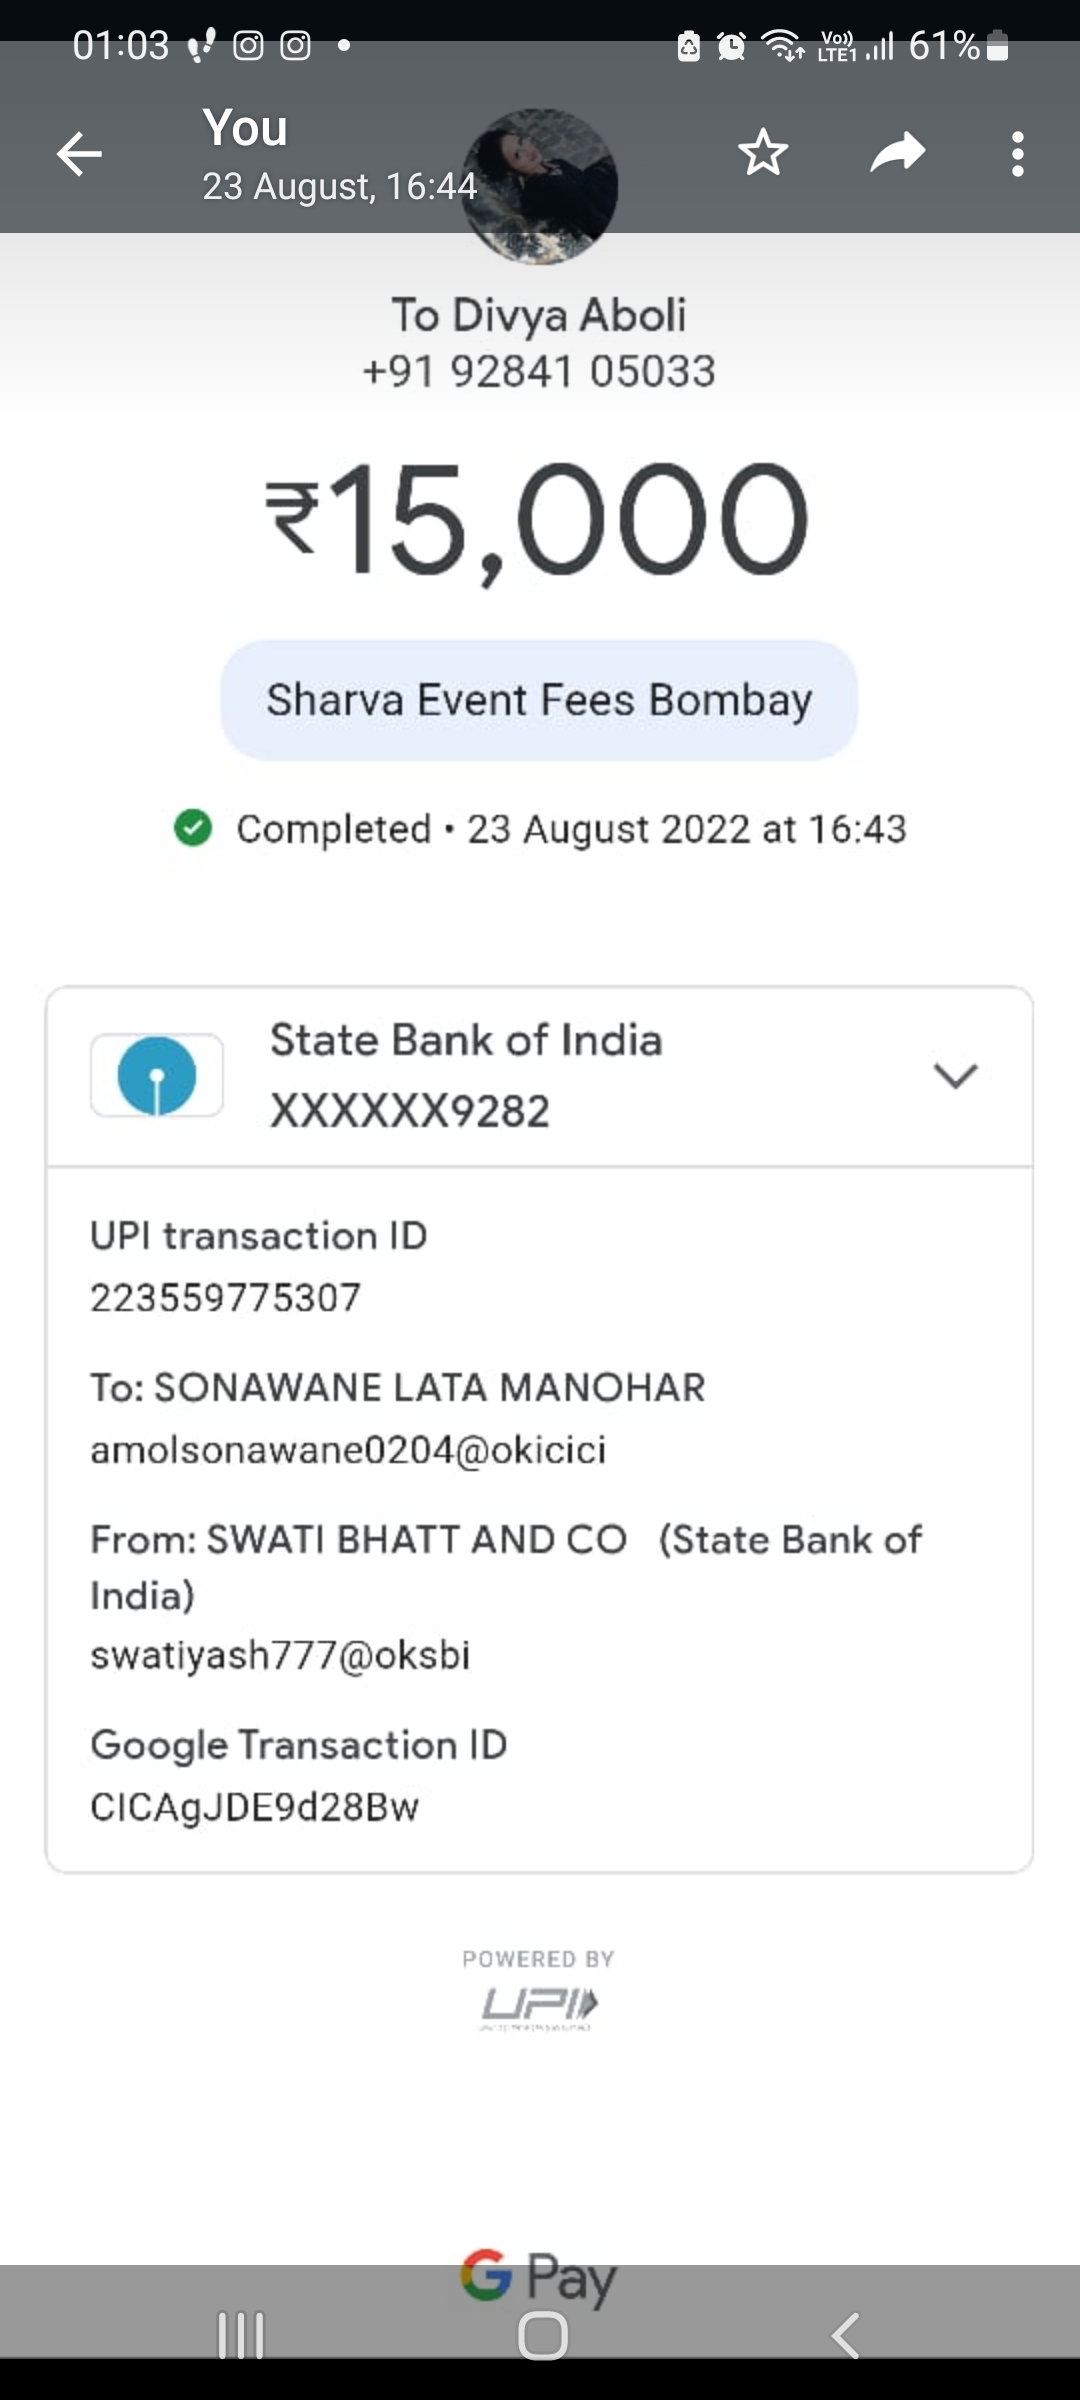 01:03
Vo))
LTE1
61%
You
23 August, 16:44
To Divya Aboli
+91 92841 05033
₹15,000
Sharva Event Fees Bombay
Completed • 23 August 2022 at 16:43
State Bank of India
XXXXXX9282
UPI transaction ID
223559775307
To: SONAWANE LATA MANOHAR
amolsonawane0204@okicici
From: SWATI BHATT AND CO (State Bank of
India)
swatiyash777@oksbi
Google Transaction ID
CICAgJDE9d28Bw
POWERED BY
UPI
G Pay